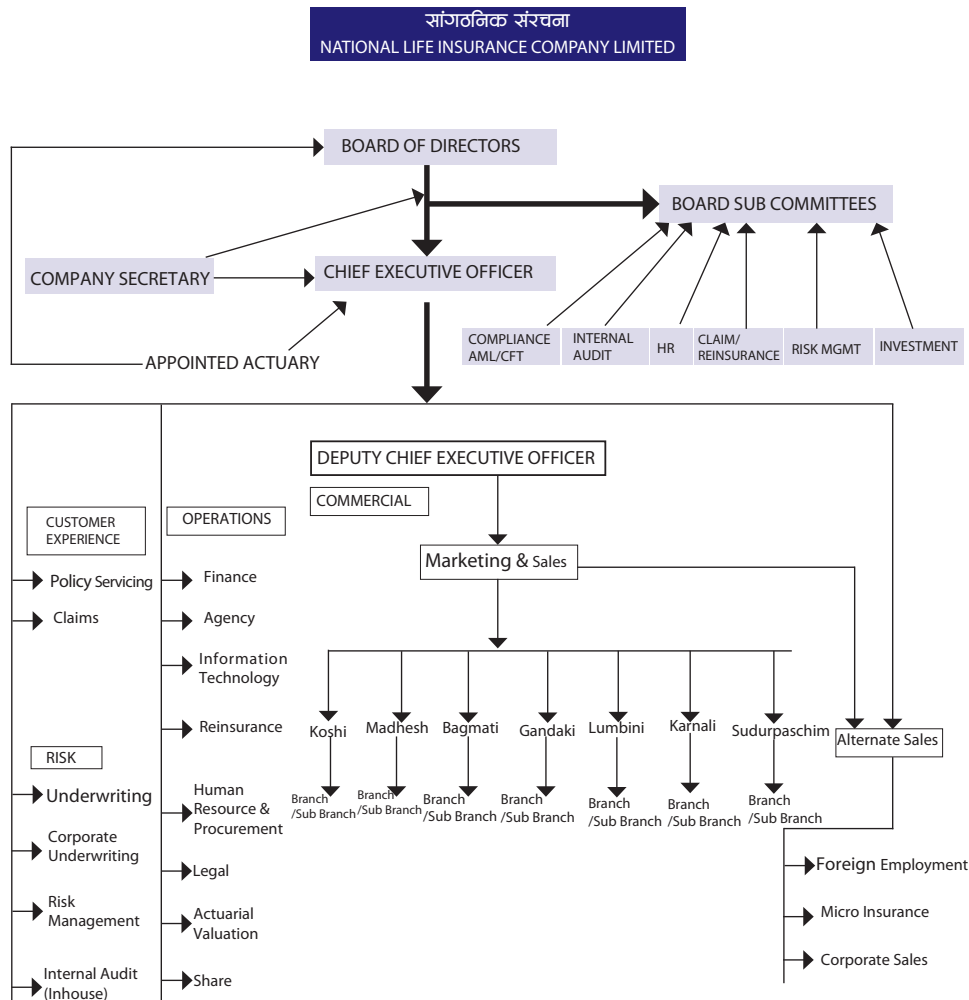 सांगठनिक संरचना
NATIONAL LIFE INSURANCE COMPANY LIMITED
BOARD OF DIRECTORS
BOARD SUB COMMITTEES
COMPANY SECRETARY
CHIEF EXECUTIVE OFFICER
APPOINTED ACTUARY
COMPLIANCE
AML/CFT
INTERNAL
AUDIT
HR
CLAIM/
REINSURANCE
RISK MGMT
INVESTMENT
DEPUTY CHIEF EXECUTIVE OFFICER
COMMERCIAL
Marketing & Sales
CUSTOMER
EXPERIENCE
Policy Servicing
Claims
RISK
Underwriting
Corporate
Underwriting
Risk
Management
Internal Audit
(Inhouse)
OPERATIONS
Finance
Agency
Information
Technology
Reinsurance
Human
Resource &
Procurement
Legal
Actuarial
Valuation
Share
Koshi
Madhesh
Bagmati
Gandaki
Lumbini
Karnali
Sudurpaschim
Branch
/Sub Branch
Branch
/Sub Branch
Branch
/Sub Branch
Branch
/Sub Branch
Branch
/Sub Branch
Branch
/Sub Branch
Branch
/Sub Branch
Alternate Sales
Foreign Employment
Micro Insurance
Corporate Sales